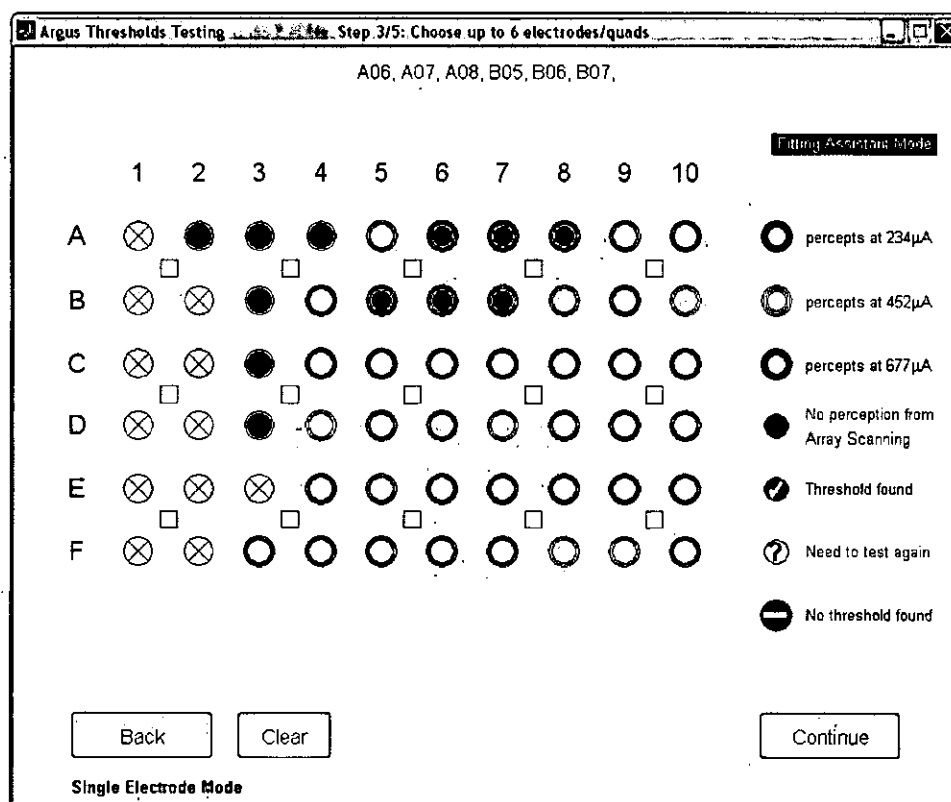 Argus Thresholds Testing Step 3/5: Choose up to 6 electrodes/quads
A06, A07, A08, B05, B06, B07,
Fitting Assistant Mode
1 2 3 4 5 6 7 8 9 10
A
percepts at 234µA
B
percepts at 452µA
C
percepts at 677µA
D
No perception from
Array Scanning
E
Threshold found
F
? Need to test again
No threshold found
Back Clear Continue
Single Electrode Mode